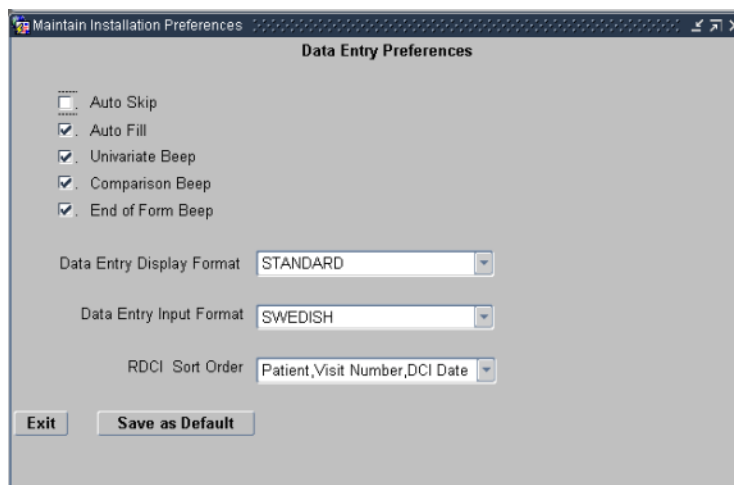 Maintain Installation Preferences
Data Entry Preferences
Auto Skip
Auto Fill
Univariate Beep
Comparison Beep
End of Form Beep
Data Entry Display Format STANDARD
Data Entry Input Format SWEDISH
RDCI Sort Order Patient,Visit Number,DCI Date
Exit Save as Default